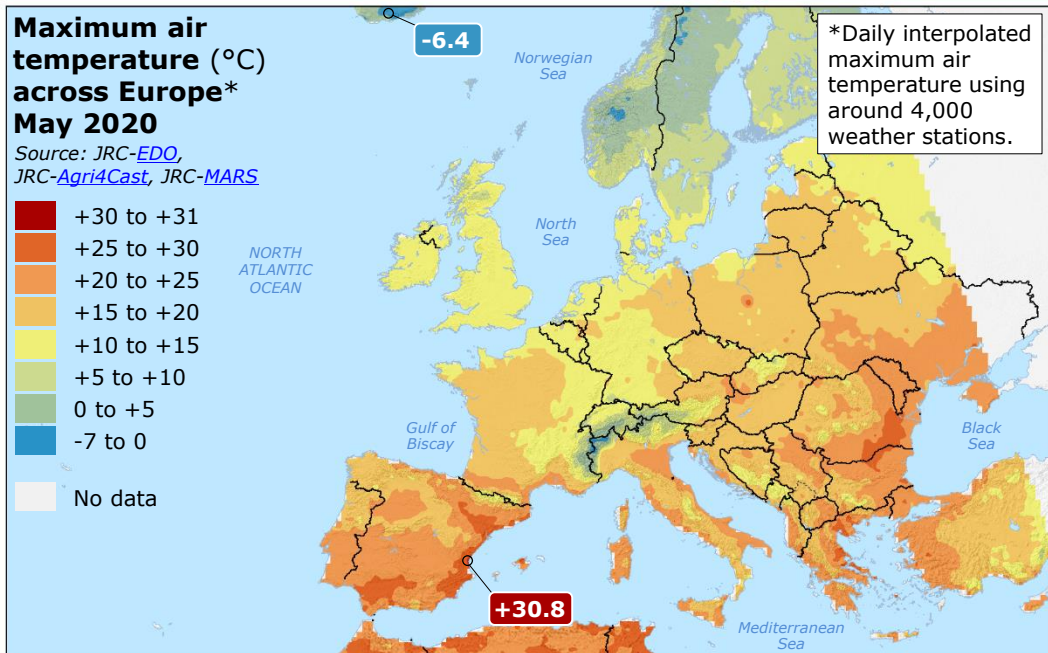 Maximum air
temperature (°C)
across Europe*
May 2020
Source: JRC-EDO,
JRC-Agri4Cast, JRC-MARS
+30 to +31
+25 to +30
+20 to +25
+15 to +20
+10 to +15
+5 to +10
0 to +5
-7 to 0
No data
-6.4
*Daily interpolated
maximum air
temperature using
around 4,000
weather stations.
Norwegian
Sea
North
Sea
NORTH
ATLANTIC
OCEAN
Gulf of
Biscay
Black
Sea
+30.8
Mediterranean
Sea